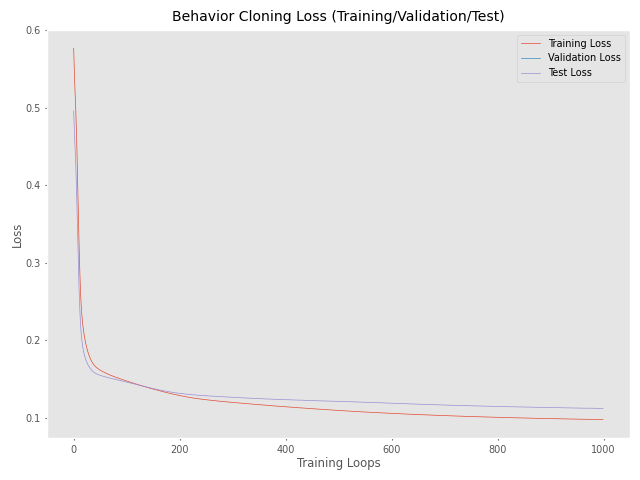 Behavior Cloning Loss (Training/Validation/Test)
Training Loss
Validation Loss
Test Loss
0.6
0.5
0.4
0.3
0.2
0.1
Loss
0 200 400 600 800 1000
Training Loops